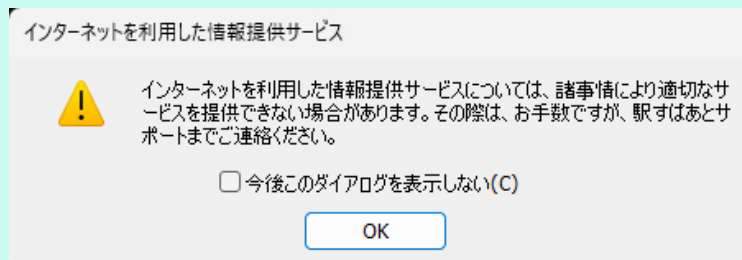 インターネットを利用した情報提供サービス
インターネットを利用した情報提供サービスについては、諸事情により適切なサ
ービスを提供できない場合があります。その際は、お手数ですが、駅すぱあとサ
ポートまでご連絡ください。
今後このダイアログを表示しない(C)
OK